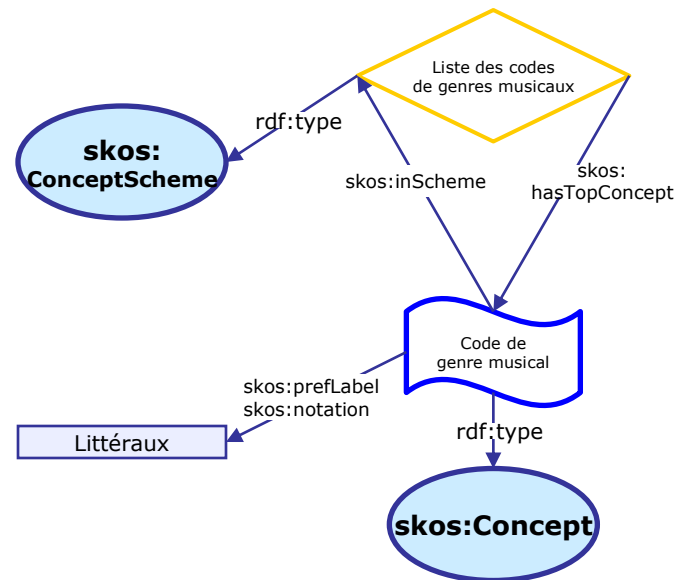 Liste des codes
de genres musicaux
rdf:type
skos:
ConceptScheme
skos:inScheme
skos:
hasTopConcept
Code de
genre musical
skos:prefLabel
skos:notation
Littéraux
rdf:type
skos:Concept